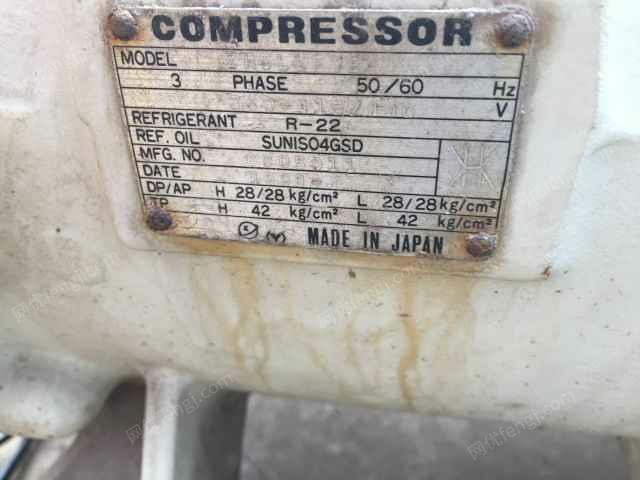 COMPRESSOR
MODEL
3 PHASE 50/60 Hz
V
REFRIGERANT R-22
REF. OIL SUNISO4GSD
MFG. NO.
DATE
DP/AP H 28/28 kg/cm² L 28/28 kg/cm²
TP H 42 kg/cm² L 42 kg/cm²
MADE IN JAPAN